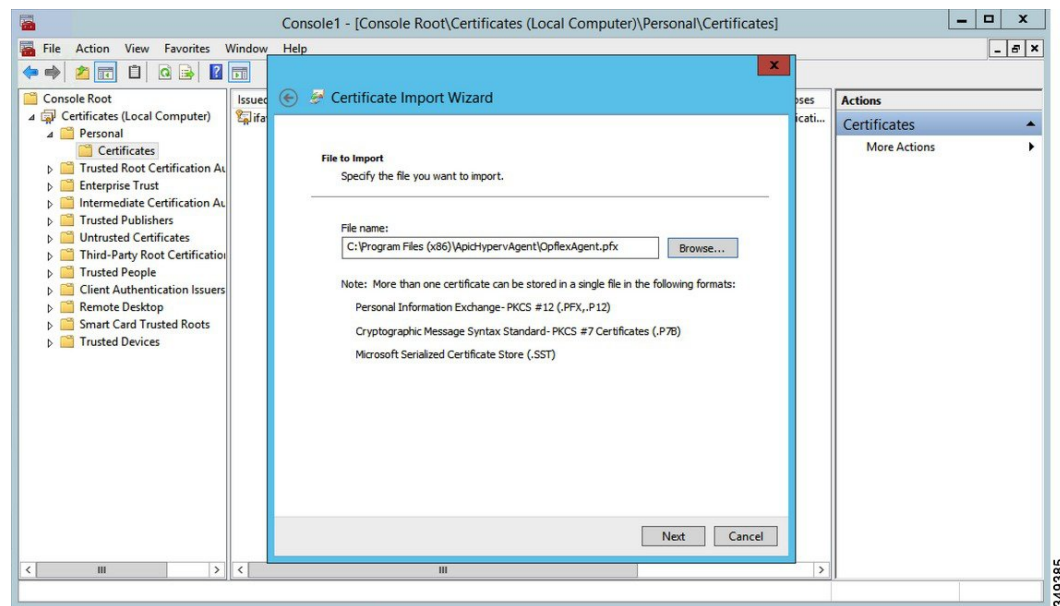 Console1 - [Console Root\Certificates (Local Computer)\Personal\Certificates]
File Action View Favorites Window Help
Console Root
Certificates (Local Computer)
Personal
Certificates
Trusted Root Certification Au
Enterprise Trust
Intermediate Certification Au
Trusted Publishers
Untrusted Certificates
Third-Party Root Certification
Trusted People
Client Authentication Issuers
Remote Desktop
Smart Card Trusted Roots
Trusted Devices
Issued
ifa
Certificate Import Wizard
File to Import
Specify the file you want to import.
File name:
C:\Program Files (x86)\ApicHypervAgent\OpflexAgent.pfx
Browse...
Note: More than one certificate can be stored in a single file in the following formats:
Personal Information Exchange- PKCS #12 (.PFX,.P12)
Cryptographic Message Syntax Standard- PKCS #7 Certificates (.P7B)
Microsoft Serialized Certificate Store (.SST)
Next Cancel
oses
icati...
Actions
Certificates
More Actions
349385